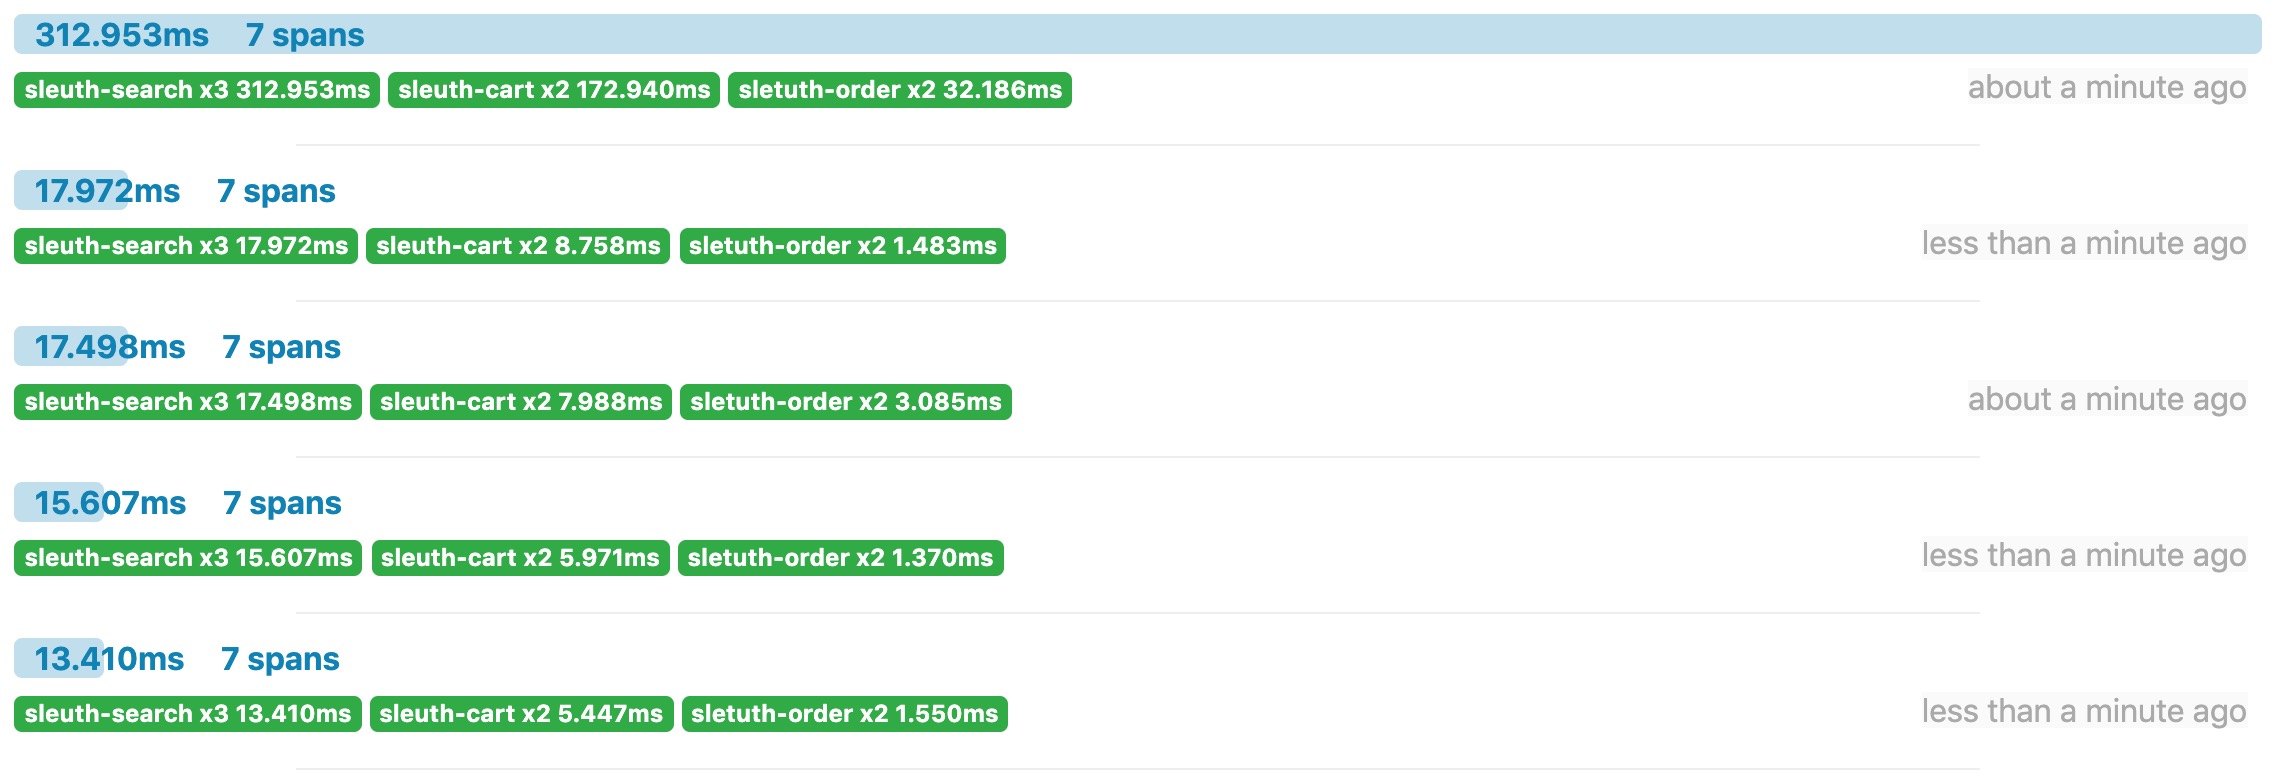 312.953ms 7 spans
sleuth-search x3 312.953ms sleuth-cart x2 172.940ms sletuth-order x2 32.186ms about a minute ago
17.972ms 7 spans
sleuth-search x3 17.972ms sleuth-cart x2 8.758ms sletuth-order x2 1.483ms less than a minute ago
17.498ms 7 spans
sleuth-search x3 17.498ms sleuth-cart x2 7.988ms sletuth-order x2 3.085ms about a minute ago
15.607ms 7 spans
sleuth-search x3 15.607ms sleuth-cart x2 5.971ms sletuth-order x2 1.370ms less than a minute ago
13.410ms 7 spans
sleuth-search x3 13.410ms sleuth-cart x2 5.447ms sletuth-order x2 1.550ms less than a minute ago